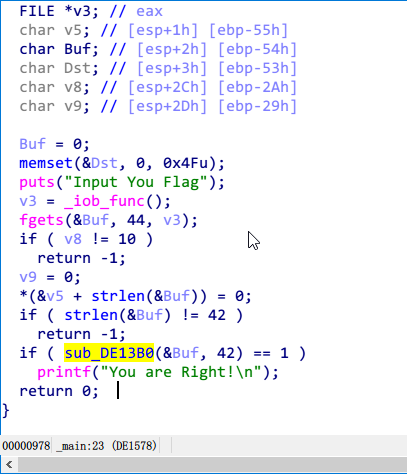 FILE *v3; // eax
char v5; // [esp+1h] [ebp-55h]
char Buf; // [esp+2h] [ebp-54h]
char Dst; // [esp+3h] [ebp-53h]
char v8; // [esp+2Ch] [ebp-2Ah]
char v9; // [esp+2Dh] [ebp-29h]
Buf = 0;
memset(&Dst, 0, 0x4Fu);
puts("Input You Flag");
v3 = _iob_func();
fgets(&Buf, 44, v3);
if ( v8 != 10 )
return -1;
v9 = 0;
*(&v5 + strlen(&Buf)) = 0;
if ( strlen(&Buf) != 42 )
return -1;
if ( sub_DE13B0(&Buf, 42) == 1 )
printf("You are Right!\n");
return 0;
}
00000978 _main:23 (DE1578)